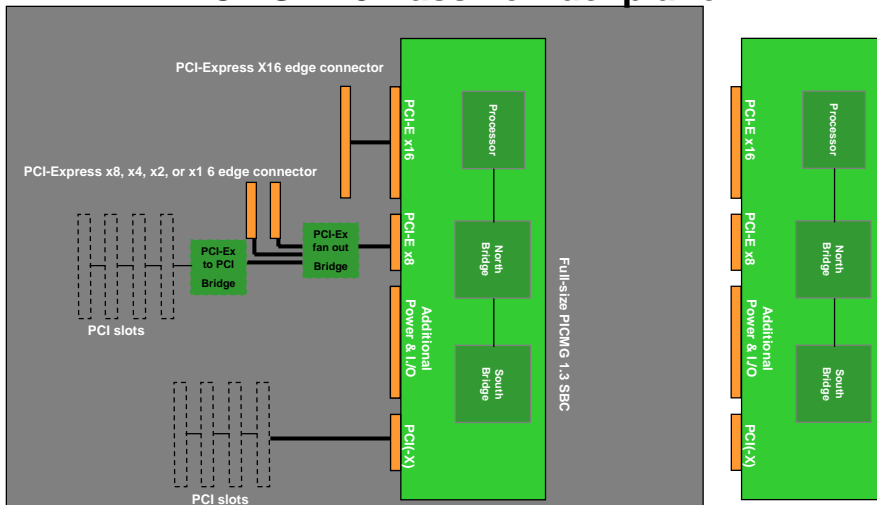 PCI-Express X16 edge connector
PCI-Express x8, x4, x2, or x1 6 edge connector
PCI-Ex
to PCI
Bridge
PCI-Ex
fan out
Bridge
PCI slots
PCI slots
PCI-E x16
PCI-E x8
Additional
Power & I./O
PCI(-X)
Processor
North
Bridge
South
Bridge
Full-size PICMG 1.3 SBC
PCI-E x16
PCI-E x8
Additional
Power & I./O
PCI(-X)
Processor
North
Bridge
South
Bridge